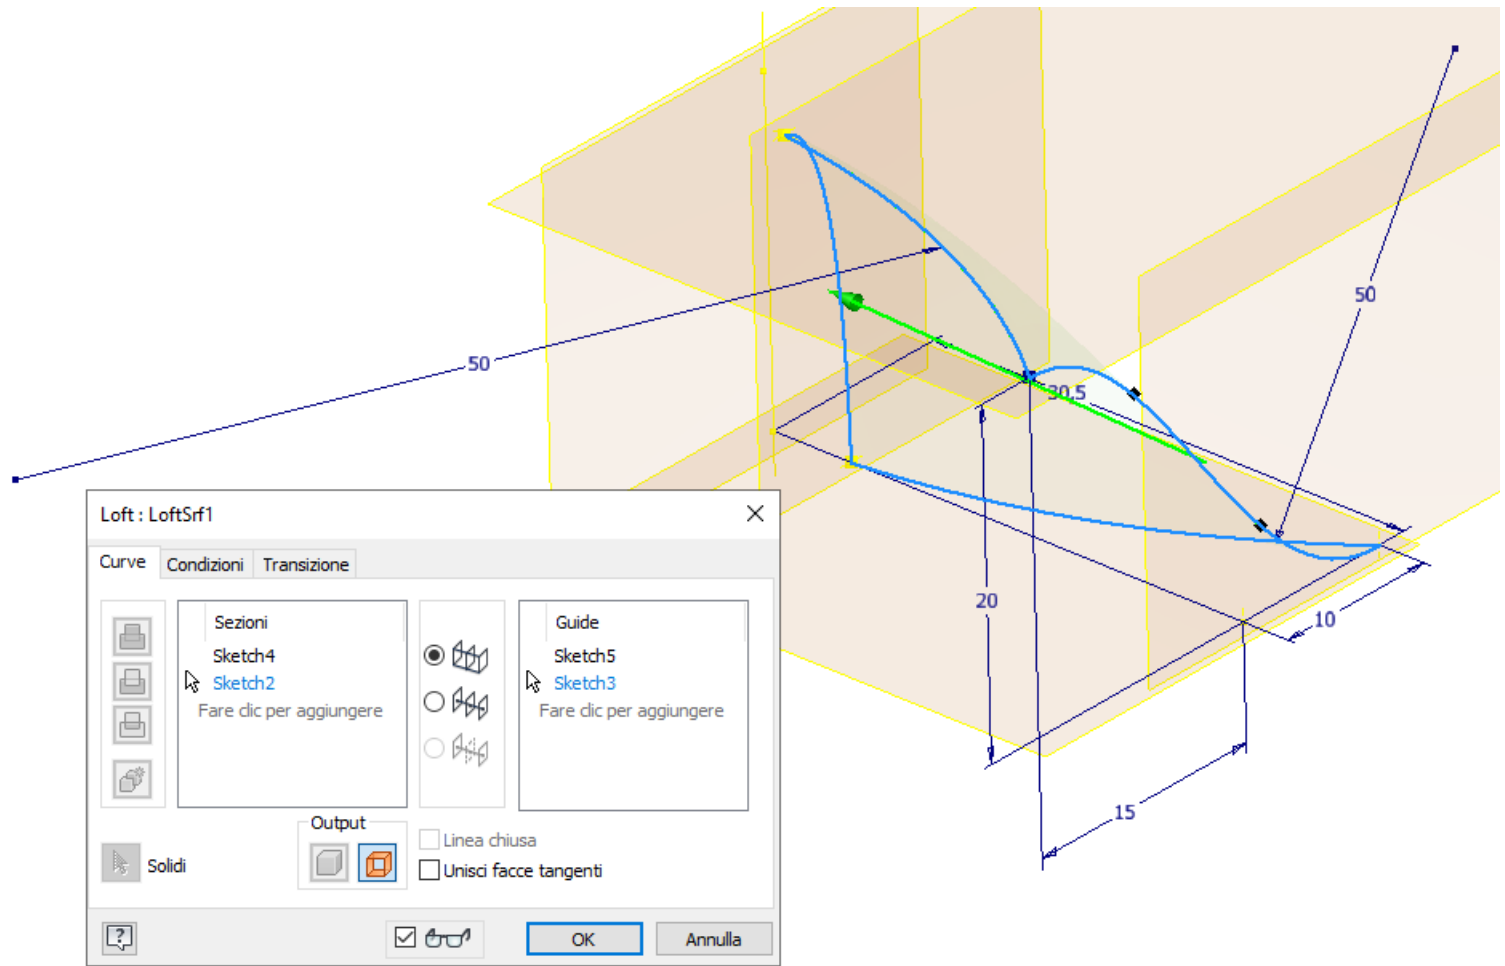 50
50
30,5
20
10
15
Loft : LoftSrf1
Curve Condizioni Transizione
Sezioni
Sketch4
Sketch2
Fare clic per aggiungere
Guide
Sketch5
Sketch3
Fare clic per aggiungere
Solidi
Output
Linea chiusa
Unisci facce tangenti
?
OK
Annulla